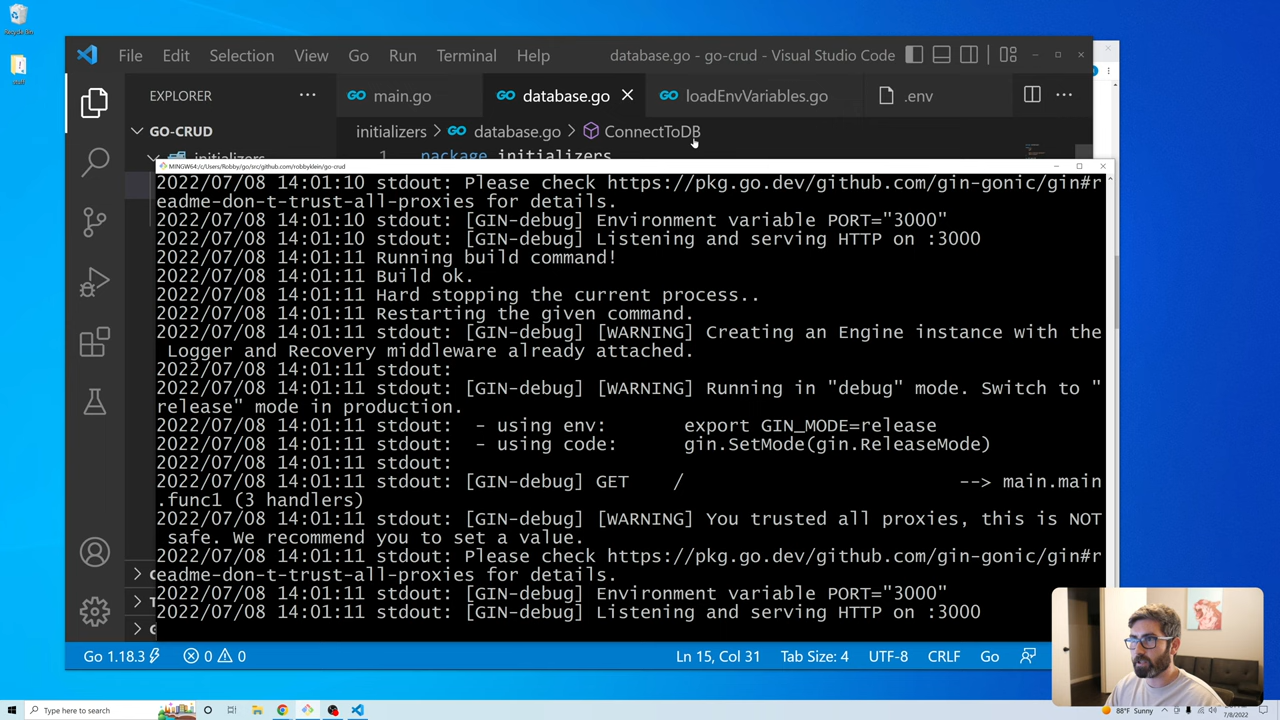 File Edit Selection View Go Run Terminal Help database.go - go-crud - Visual Studio Code
EXPLORER
main.go database.go loadEnvVariables.go .env
GO-CRUD
initializers > database.go > ConnectToDB
initializers
1 package initializers
MINGW64:/c/Users/Robby/go/src/github.com/robbyklein/go-crud
2022/07/08 14:01:10 stdout: Please check https://pkg.go.dev/github.com/gin-gonic/gin#r
eadme-don-t-trust-all-proxies for details.
2022/07/08 14:01:10 stdout: [GIN-debug] Environment variable PORT="3000"
2022/07/08 14:01:10 stdout: [GIN-debug] Listening and serving HTTP on :3000
2022/07/08 14:01:11 Running build command!
2022/07/08 14:01:11 Build ok.
2022/07/08 14:01:11 Hard stopping the current process..
2022/07/08 14:01:11 Restarting the given command.
2022/07/08 14:01:11 stdout: [GIN-debug] [WARNING] Creating an Engine instance with the
Logger and Recovery middleware already attached.
2022/07/08 14:01:11 stdout:
2022/07/08 14:01:11 stdout: [GIN-debug] [WARNING] Running in "debug" mode. Switch to "
release" mode in production.
2022/07/08 14:01:11 stdout:  - using env:	export GIN_MODE=release
2022/07/08 14:01:11 stdout:  - using code:	gin.SetMode(gin.ReleaseMode)
2022/07/08 14:01:11 stdout:
2022/07/08 14:01:11 stdout: [GIN-debug] GET    /                         --> main.main
.func1 (3 handlers)
2022/07/08 14:01:11 stdout: [GIN-debug] [WARNING] You trusted all proxies, this is NOT
safe. We recommend you to set a value.
2022/07/08 14:01:11 stdout: Please check https://pkg.go.dev/github.com/gin-gonic/gin#r
eadme-don-t-trust-all-proxies for details.
2022/07/08 14:01:11 stdout: [GIN-debug] Environment variable PORT="3000"
2022/07/08 14:01:11 stdout: [GIN-debug] Listening and serving HTTP on :3000
Go 1.18.3 0 0 Ln 15, Col 31 Tab Size: 4 UTF-8 CRLF Go
Type here to search
88°F Sunny
7/8/2022